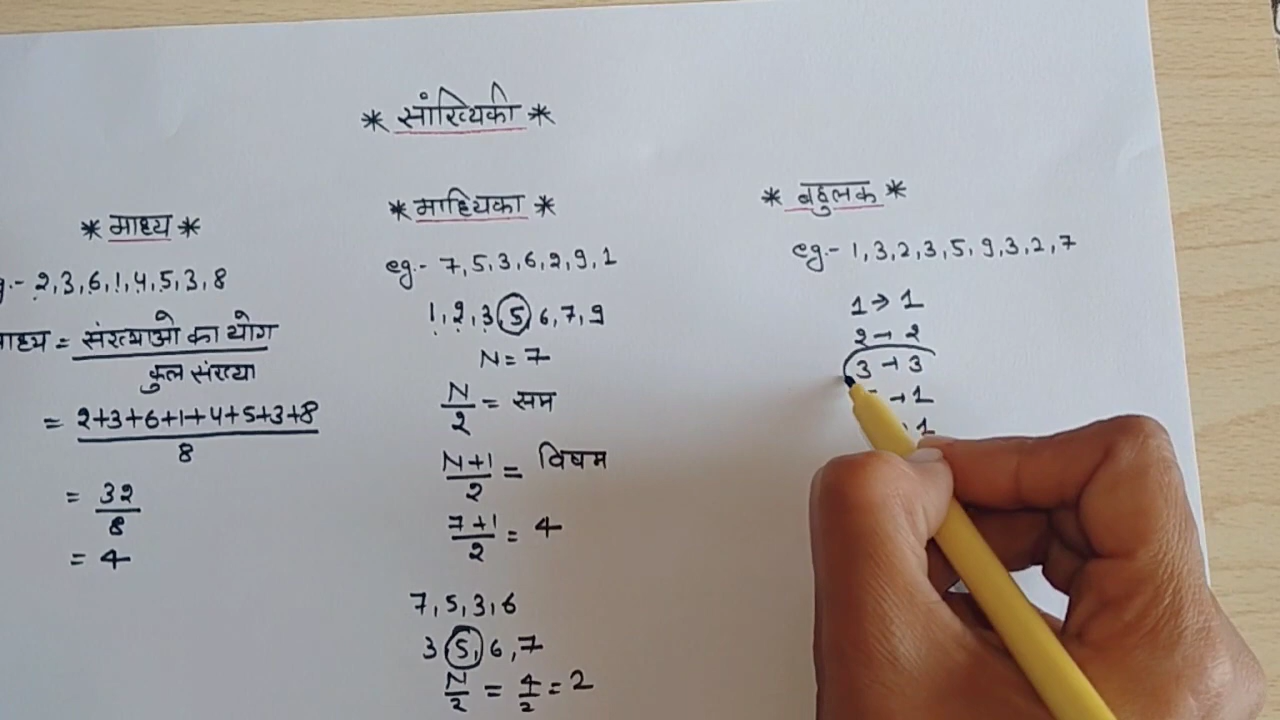 * सांख्यिकी *
* माध्य *
2,3,6,1,4,5,3,8
= संख्याओ का योग
कुल संख्या
= 2+3+6+1+4+5+3+8
8
= 32
8
= 4
* माध्यिका *
eg:- 7,5,3,6,2,9,1
1,2,3,5,6,7,9
N = 7
N
2 = सम
N+1
2 = विषम
7+1
2 = 4
7,5,3,6
3,5,6,7
N
2 = 4
2 = 2
* बहुलक *
eg:- 1,3,2,3,5,9,3,2,7
1 → 1
2 → 2
3 → 3
→ 1
1